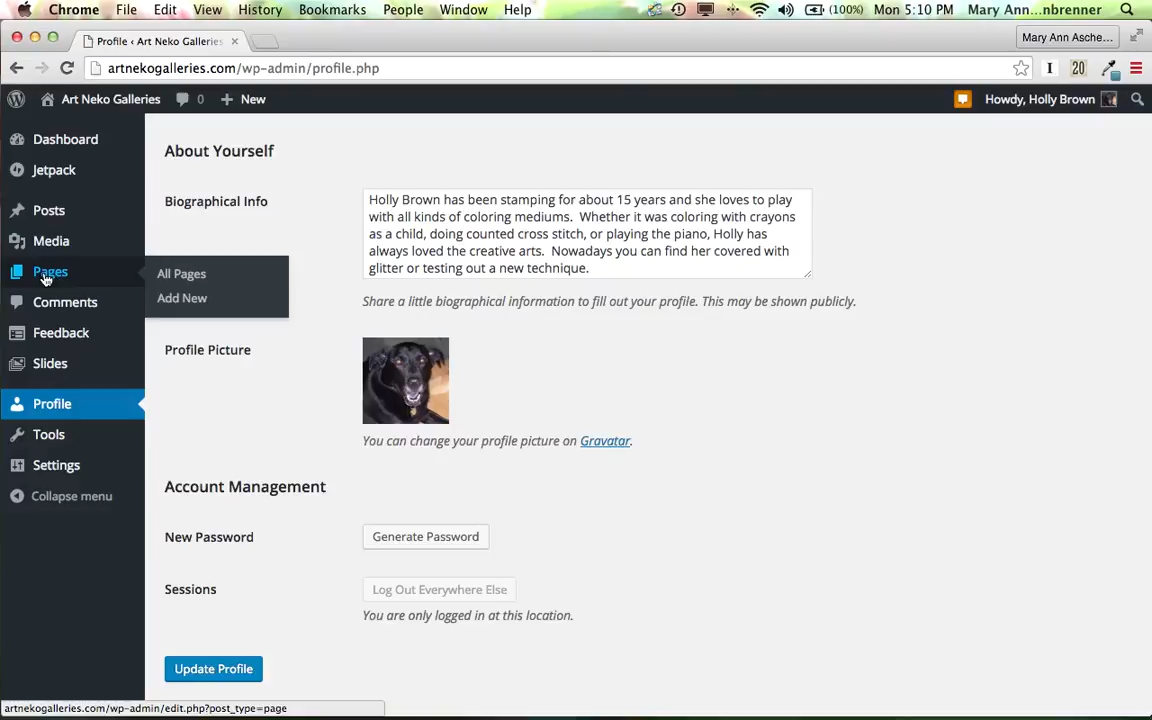 Chrome File Edit View History Bookmarks People Window Help (100%) Mon 5:10 PM Mary Ann...nbrenner
Profile ‹ Art Neko Galleries × Mary Ann Asche...
artnekogalleries.com/wp-admin/profile.php 20
Art Neko Galleries 0 New Howdy, Holly Brown
Dashboard
Jetpack
Posts
Media
Pages
All Pages
Add New
Comments
Feedback
Slides
Profile
Tools
Settings
Collapse menu
About Yourself
Biographical Info
Holly Brown has been stamping for about 15 years and she loves to play
with all kinds of coloring mediums. Whether it was coloring with crayons
as a child, doing counted cross stitch, or playing the piano, Holly has
always loved the creative arts. Nowadays you can find her covered with
glitter or testing out a new technique.
Share a little biographical information to fill out your profile. This may be shown publicly.
Profile Picture
You can change your profile picture on Gravatar.
Account Management
New Password Generate Password
Sessions Log Out Everywhere Else
You are only logged in at this location.
Update Profile
artnekogalleries.com/wp-admin/edit.php?post_type=page